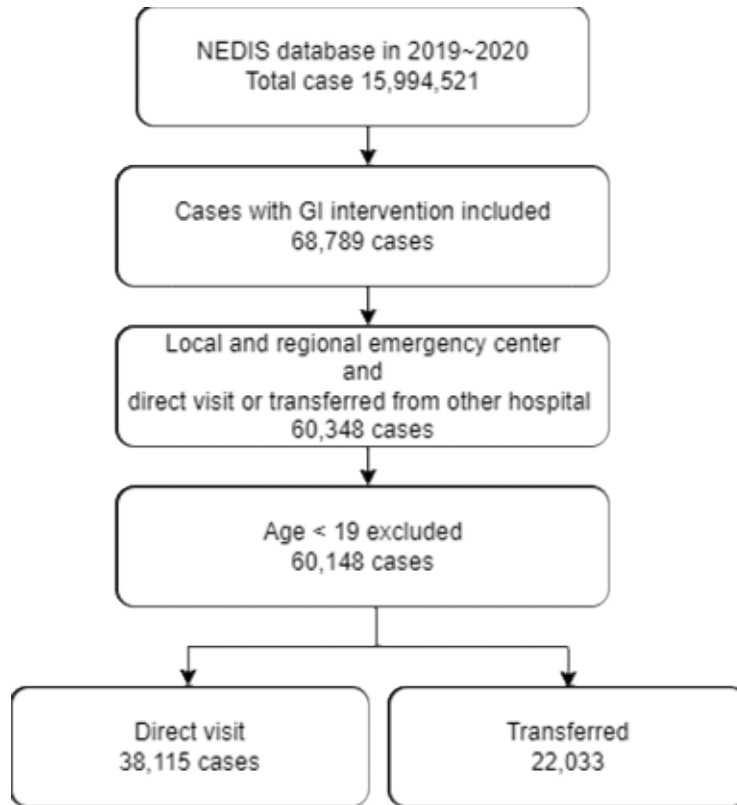 NEDIS database in 2019~2020
Total case 15,994,521
Cases with GI intervention included
68,789 cases
Local and regional emergency center
and
direct visit or transferred from other hospital
60,348 cases
Age < 19 excluded
60,148 cases
Direct visit
38,115 cases
Transferred
22,033